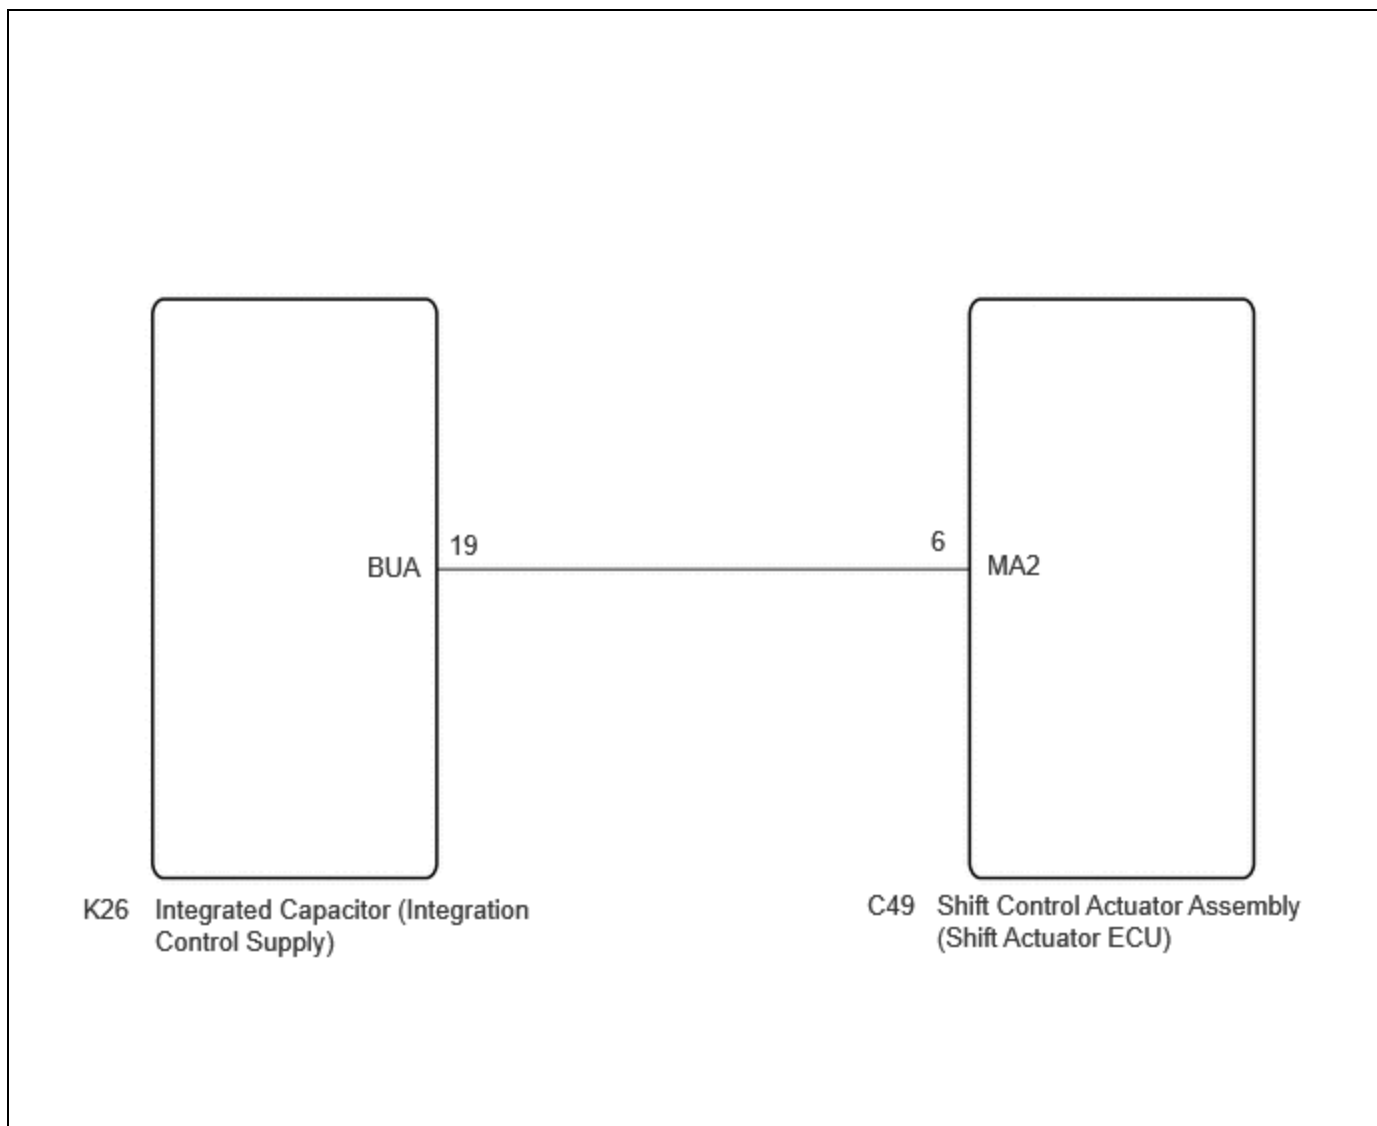 19
6
BUA
MA2
K26 Integrated Capacitor (Integration
Control Supply)
C49 Shift Control Actuator Assembly
(Shift Actuator ECU)